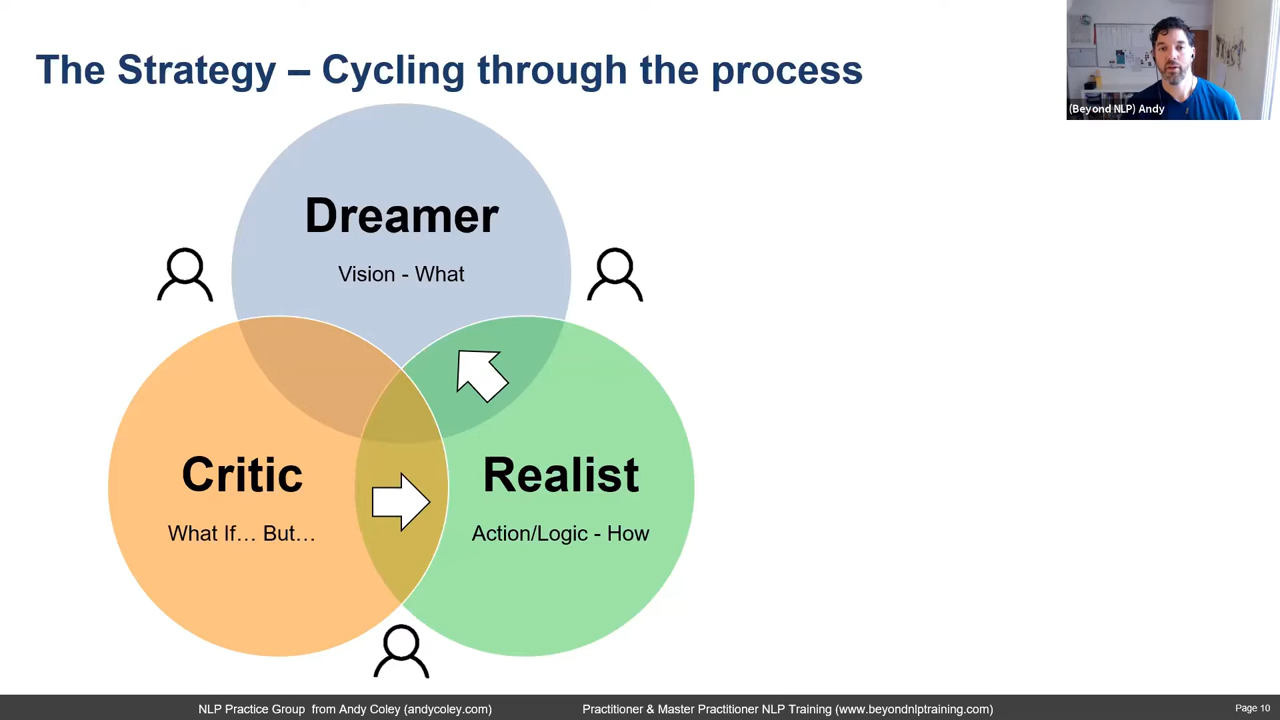 The Strategy – Cycling through the process
(Beyond NLP) Andy
Dreamer
Vision - What
Critic
What If… But…
Realist
Action/Logic - How
NLP Practice Group  from Andy Coley (andycoley.com)
Practitioner & Master Practitioner NLP Training (www.beyondnlptraining.com)
Page 10